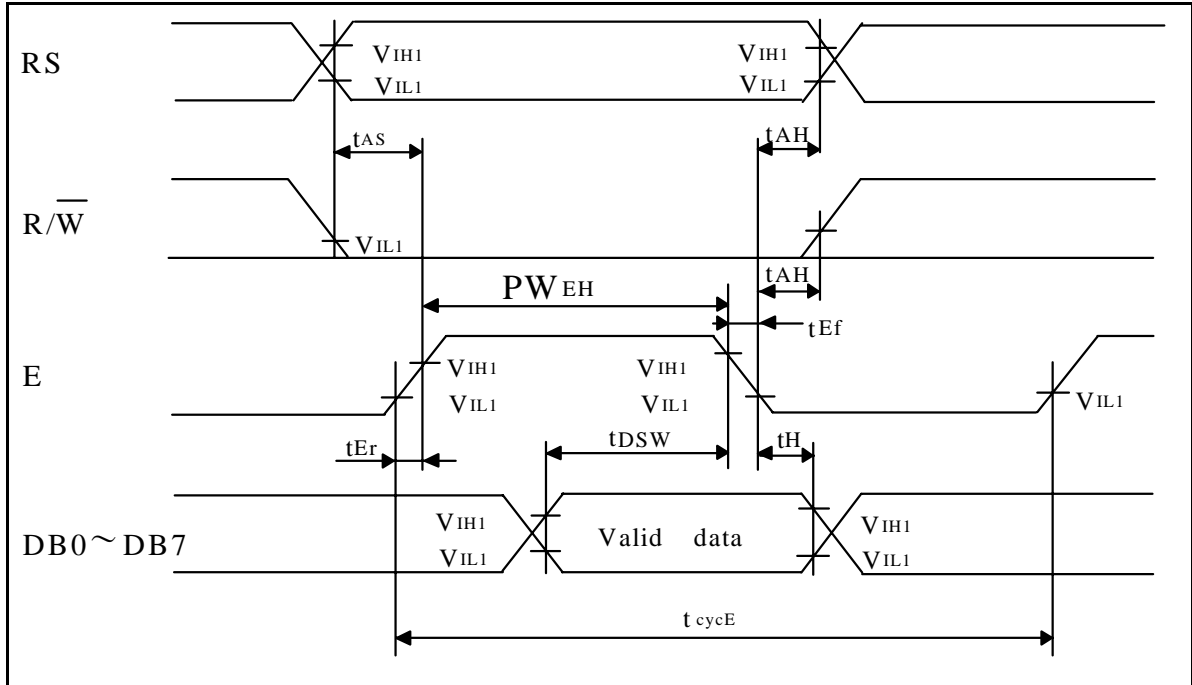 RS
VIH1 VIH1
VIL1 VIL1
tAS tAH
R/W̅
VIL1
tAH
PWEH
tEf
E
VIH1 VIH1
VIL1 VIL1 VIL1
tEr tDSW tH
DB0～DB7
VIH1 Valid data VIH1
VIL1 VIL1
tcycE